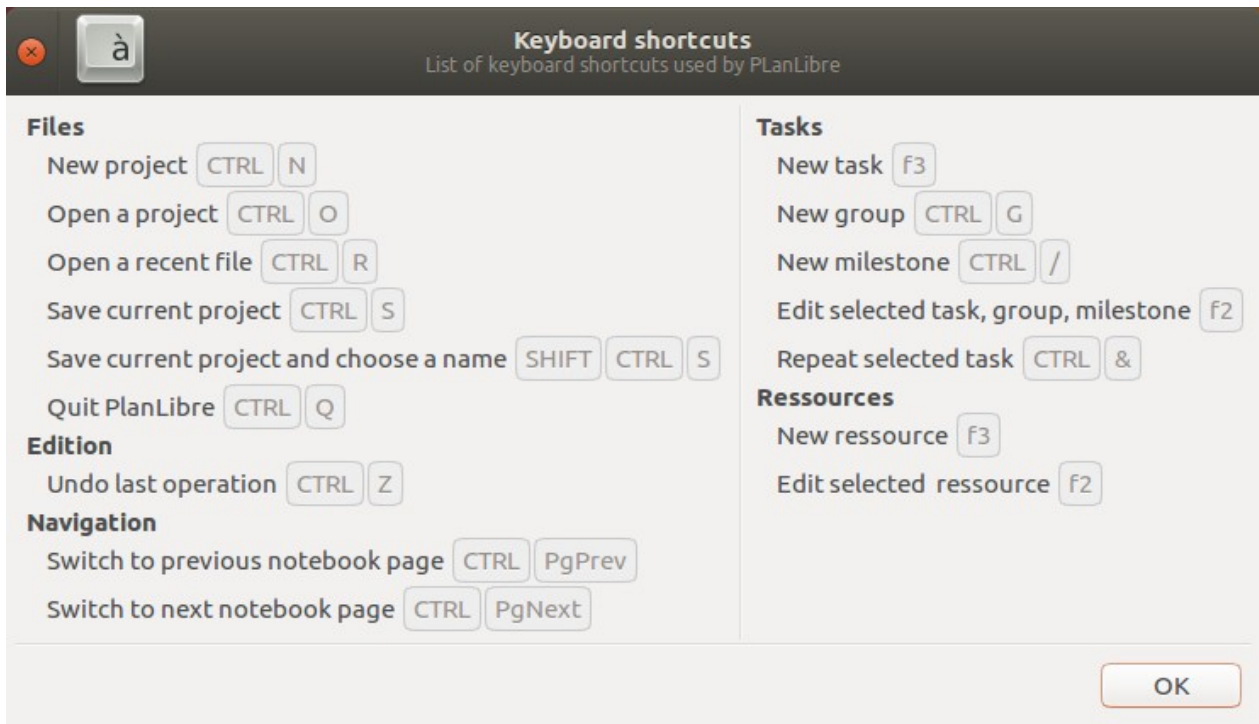 à
Keyboard shortcuts
List of keyboard shortcuts used by PLanLibre
Files
New project CTRL N
Open a project CTRL O
Open a recent file CTRL R
Save current project CTRL S
Save current project and choose a name SHIFT CTRL S
Quit PlanLibre CTRL Q
Edition
Undo last operation CTRL Z
Navigation
Switch to previous notebook page CTRL PgPrev
Switch to next notebook page CTRL PgNext
Tasks
New task f3
New group CTRL G
New milestone CTRL /
Edit selected task, group, milestone f2
Repeat selected task CTRL &
Ressources
New ressource f3
Edit selected ressource f2
OK